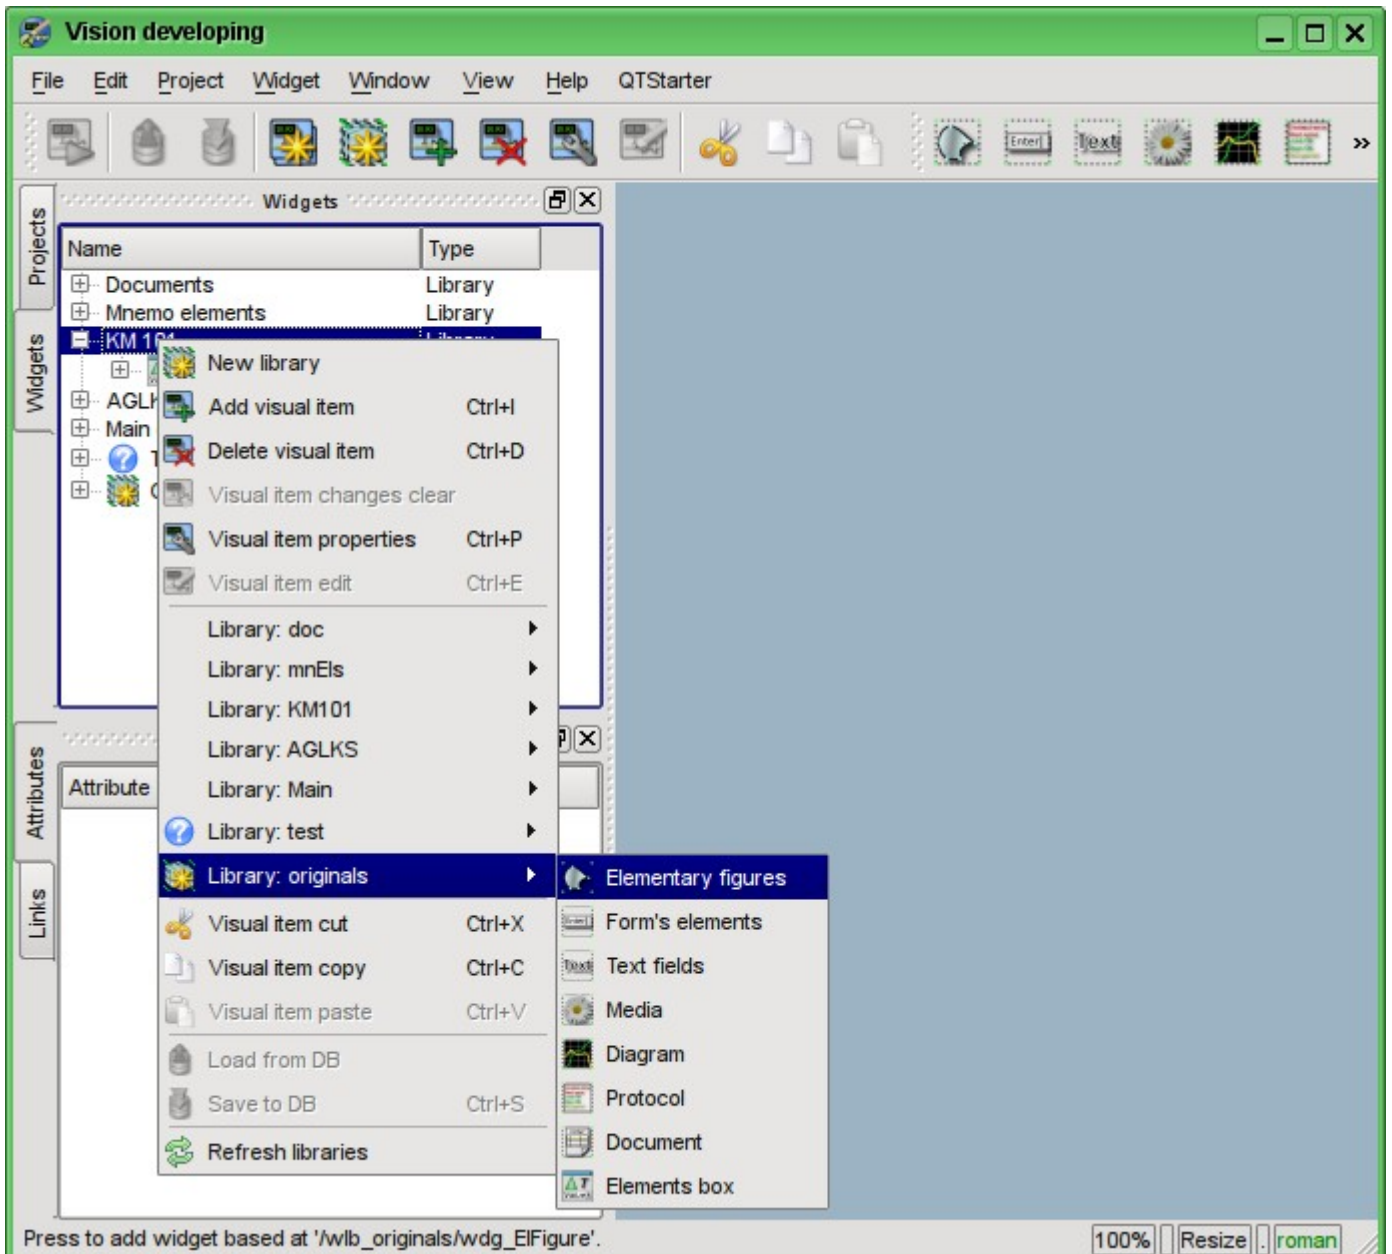 Vision developing
File Edit Project Widget Window View Help QTStarter
Enter Text »
Projects
Widgets
Widgets
Name Type
Documents Library
Mnemo elements Library
KM 101 Library
AGLK
Main
New library
Add visual item Ctrl+I
Delete visual item Ctrl+D
Visual item changes clear
Visual item properties Ctrl+P
Visual item edit Ctrl+E
Library: doc
Library: mnEls
Library: KM101
Library: AGLKS
Library: Main
Library: test
Library: originals
Visual item cut Ctrl+X
Visual item copy Ctrl+C
Visual item paste Ctrl+V
Load from DB
Save to DB Ctrl+S
Refresh libraries
Elementary figures
Form's elements
Text fields
Media
Diagram
Protocol
Document
Elements box
Attributes
Links
Attribute
Press to add widget based at '/wlb_originals/wdg_ElFigure'.
100% Resize . roman